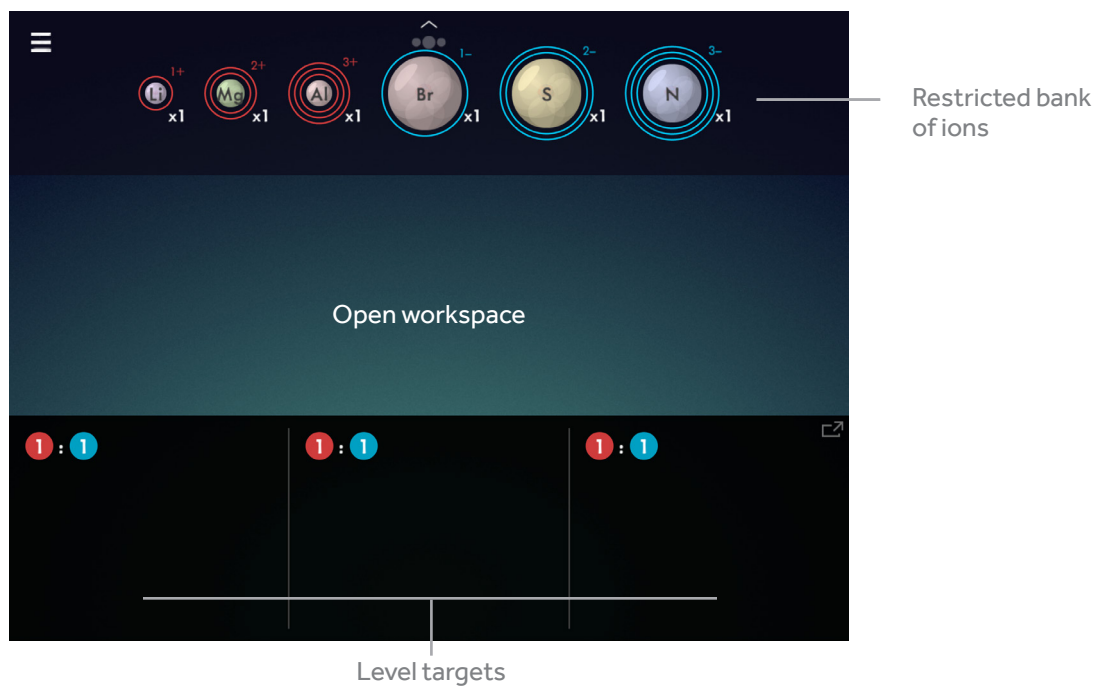 1+ 2+ 3+ 1– 2– 3–
Li Mg Al Br S N
x1 x1 x1 x1 x1 x1
Restricted bank
of ions
Open workspace
1 : 1 1 : 1 1 : 1
Level targets